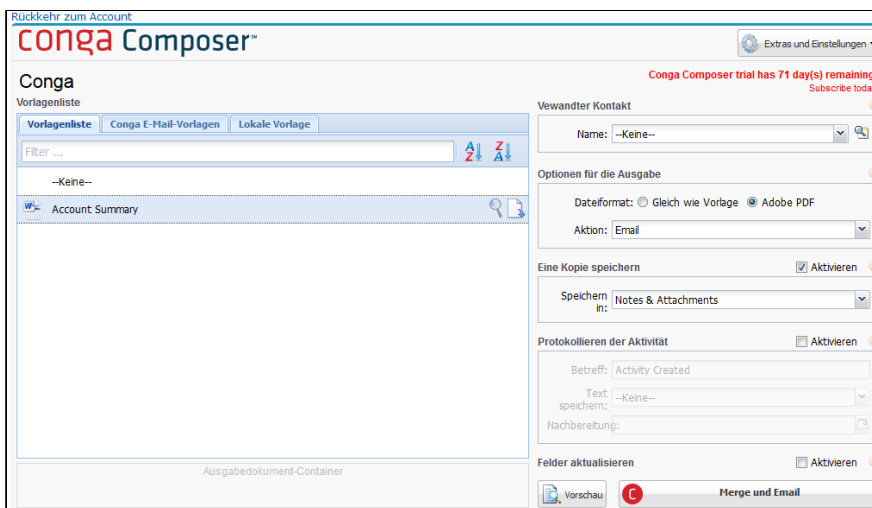 Rückkehr zum Account
conga Composer™
Extras und Einstellungen
Conga Composer trial has 71 day(s) remaining
Subscribe toda
Conga
Vorlagenliste
Vorlagenliste Conga E-Mail-Vorlagen Lokale Vorlage
Filter ...
--Keine--
Account Summary
Ausgabedokument-Container
Vewandter Kontakt
Name: --Keine--
Optionen für die Ausgabe
Dateiformat: Gleich wie Vorlage Adobe PDF
Aktion: Email
Eine Kopie speichern Aktivieren
Speichern in: Notes & Attachments
Protokollieren der Aktivität Aktivieren
Betreff: Activity Created
Text speichern: --Keine--
Nachbereitung:
Felder aktualisieren Aktivieren
Vorschau Merge und Email